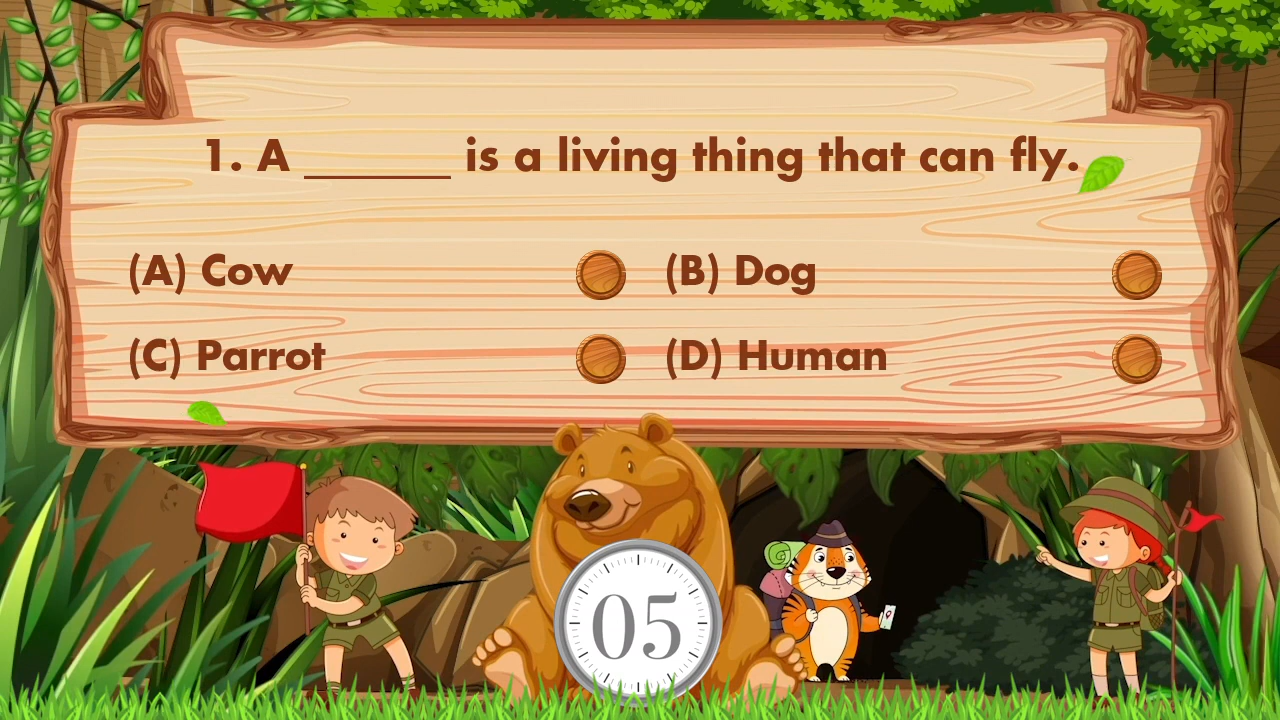 1. A ______ is a living thing that can fly.
(A) Cow
(B) Dog
(C) Parrot
(D) Human
05